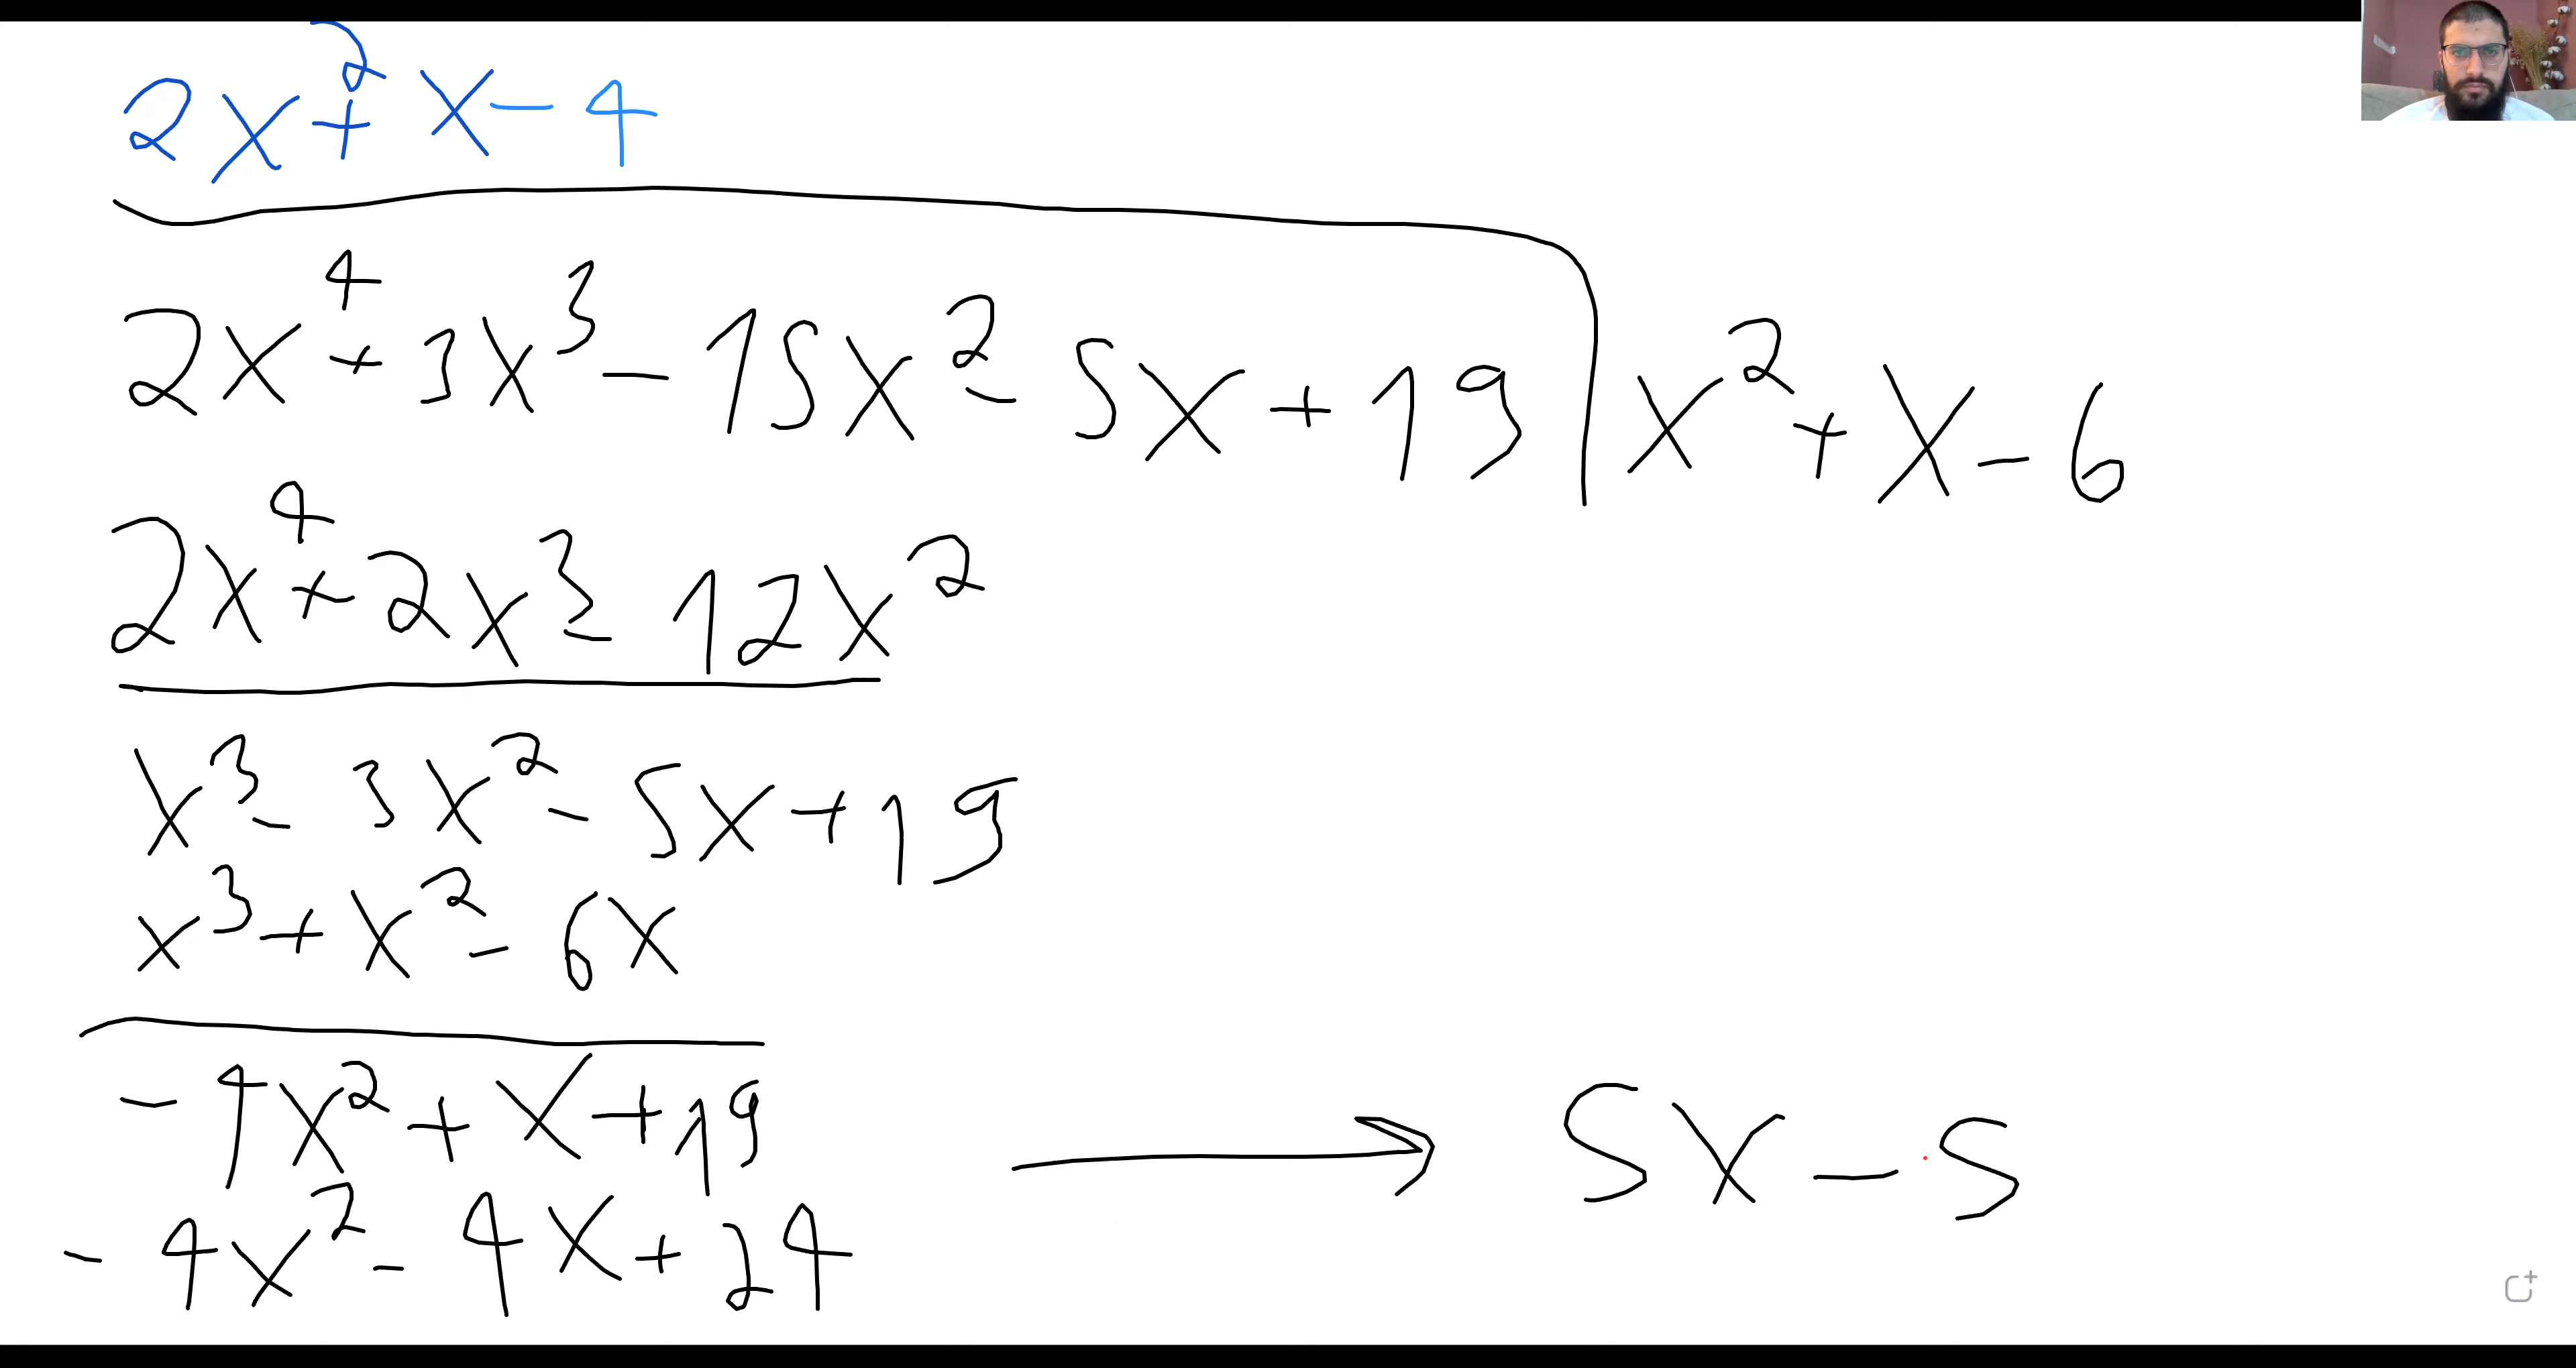 2x² + x - 4
2x⁴ + 3x³ - 15x² - 5x + 19 | x² + x - 6
2x⁴ + 2x³ - 12x²
x³ - 3x² - 5x + 19
x³ + x² - 6x
-4x² + x + 19 → 5x - 5
-4x² - 4x + 24